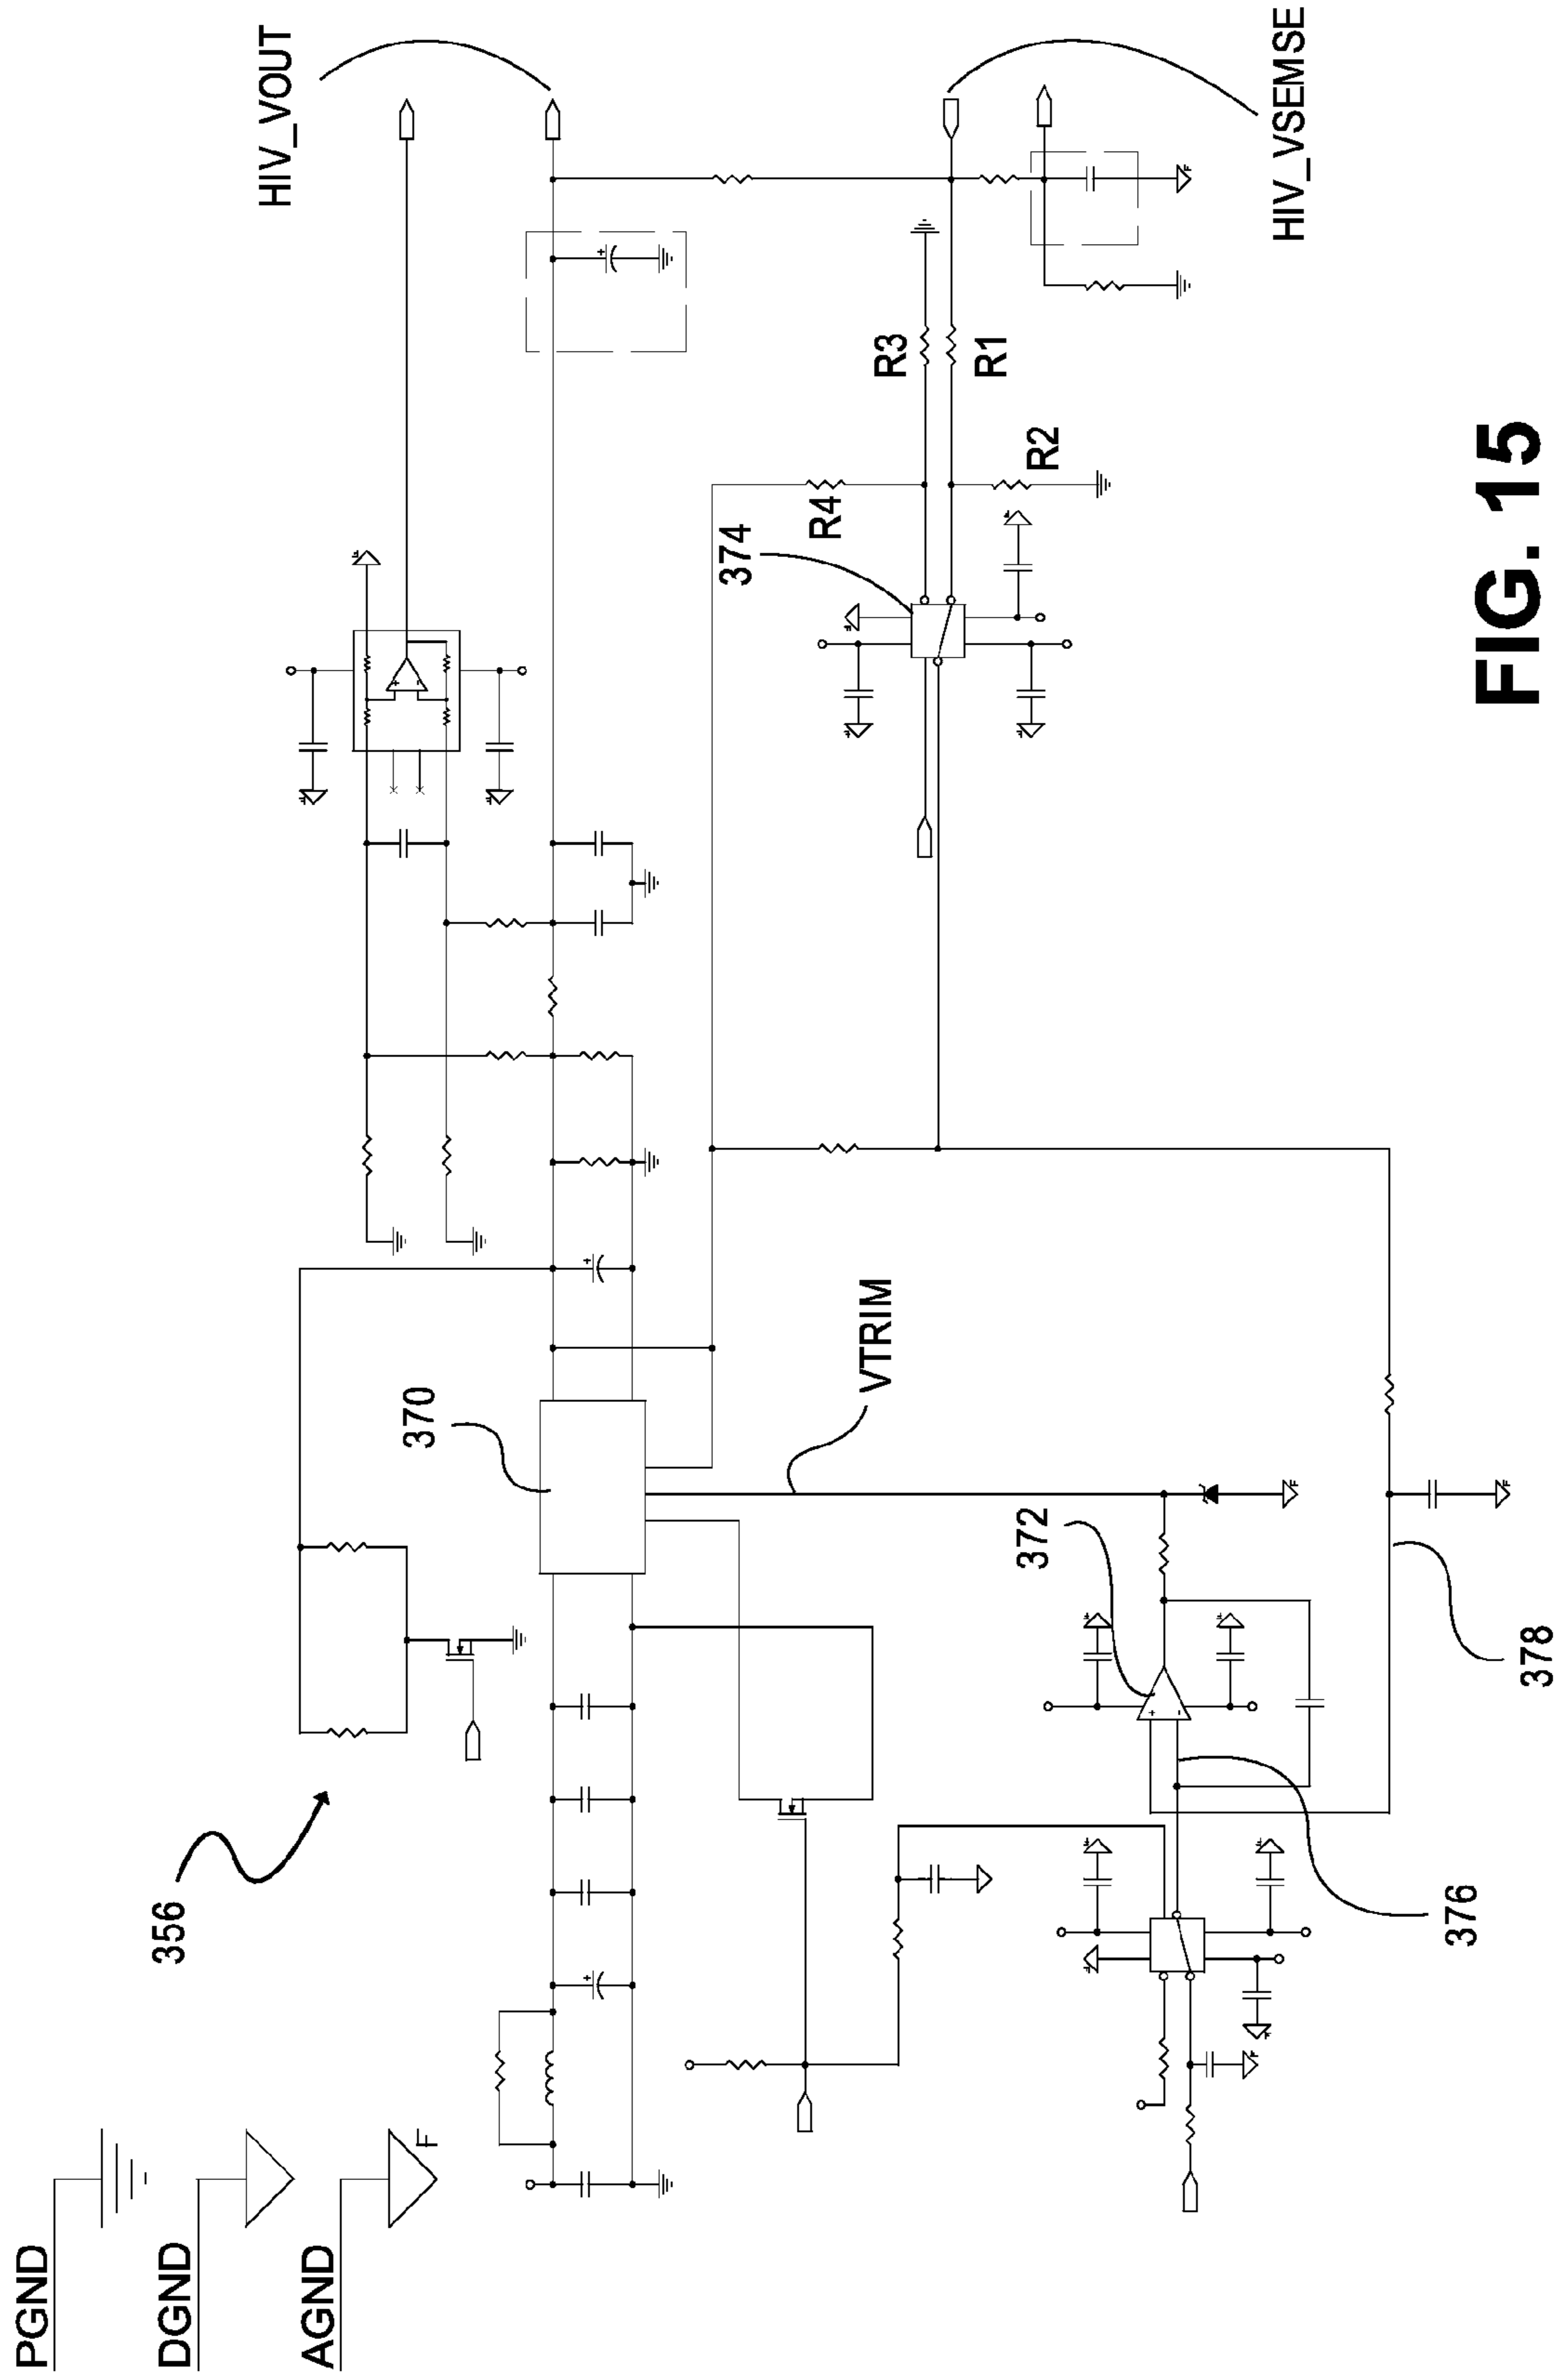 PGND
DGND
AGND
F
356
370
HIV_VOUT
VTRIM
372
374
R4
R3
R1
R2
HIV_VSEMSE
376
378
FIG. 15